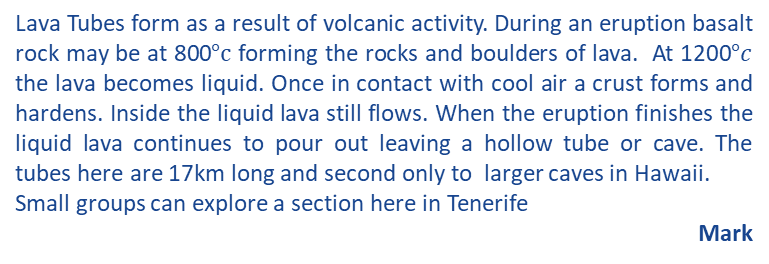 Lava Tubes form as a result of volcanic activity. During an eruption basalt
rock may be at 800°c forming the rocks and boulders of lava. At 1200°c
the lava becomes liquid. Once in contact with cool air a crust forms and
hardens. Inside the liquid lava still flows. When the eruption finishes the
liquid lava continues to pour out leaving a hollow tube or cave. The
tubes here are 17km long and second only to larger caves in Hawaii.
Small groups can explore a section here in Tenerife
Mark